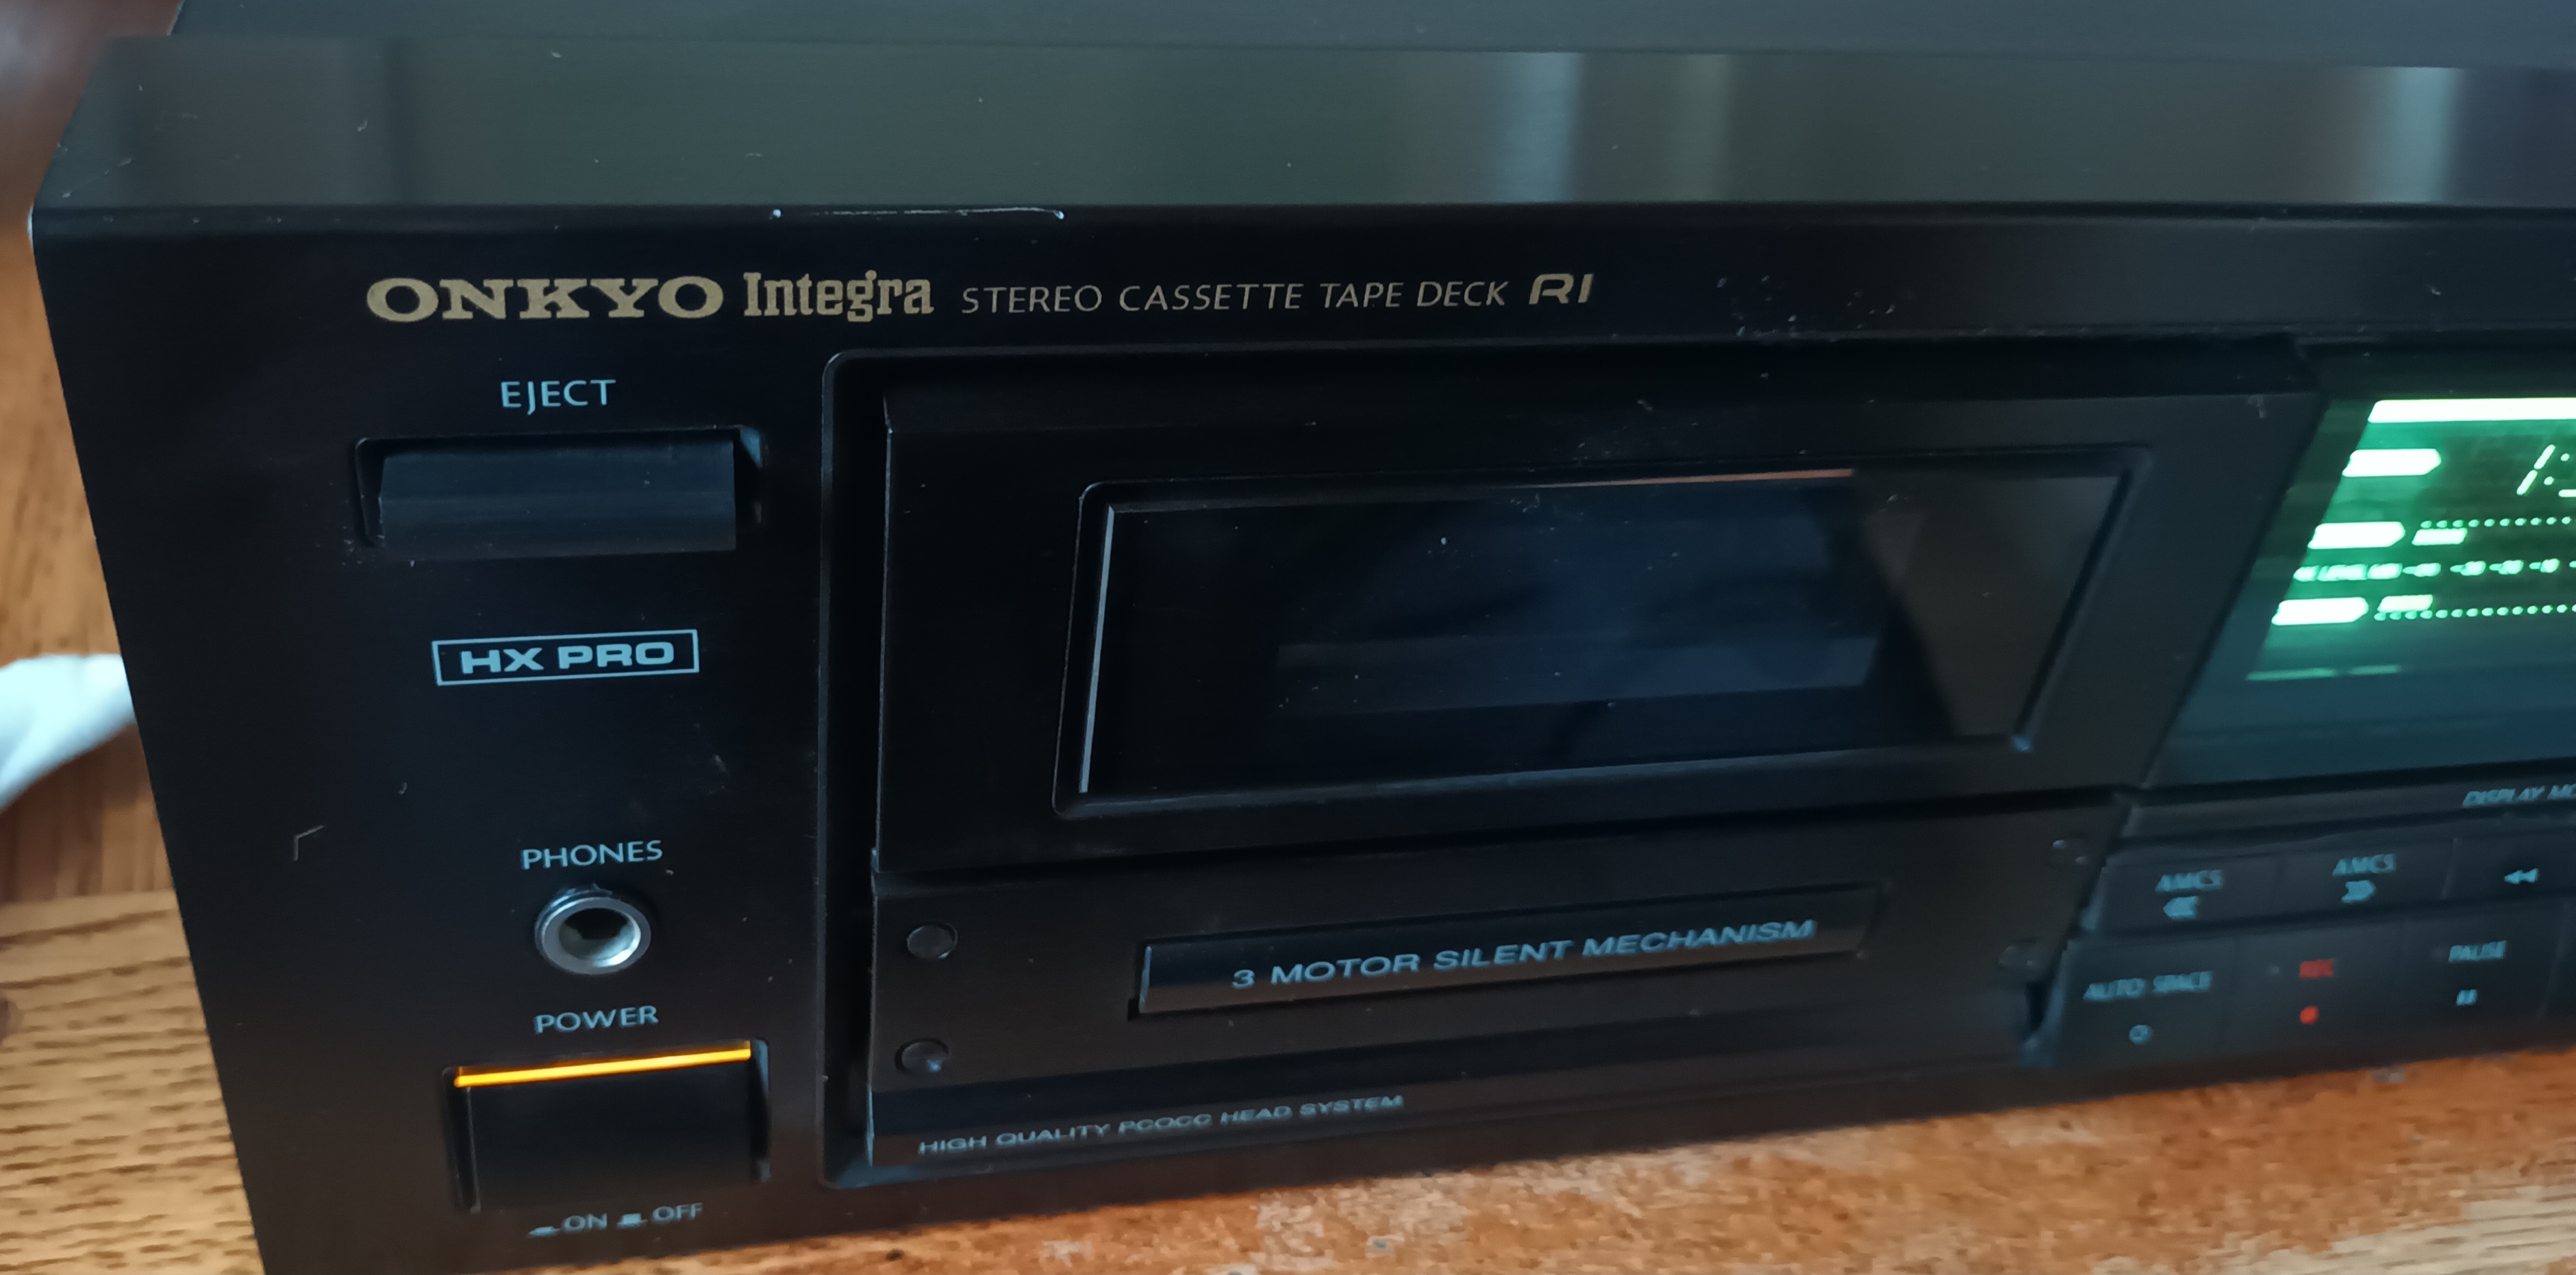 ONKYO Integra STEREO CASSETTE TAPE DECK RI
EJECT
HX PRO
PHONES
POWER
ON OFF
3 MOTOR SILENT MECHANISM
HIGH QUALITY PCOCC HEAD SYSTEM
DISPLAY
AMCS AMCS
AUTO SPACE REC PAUSE